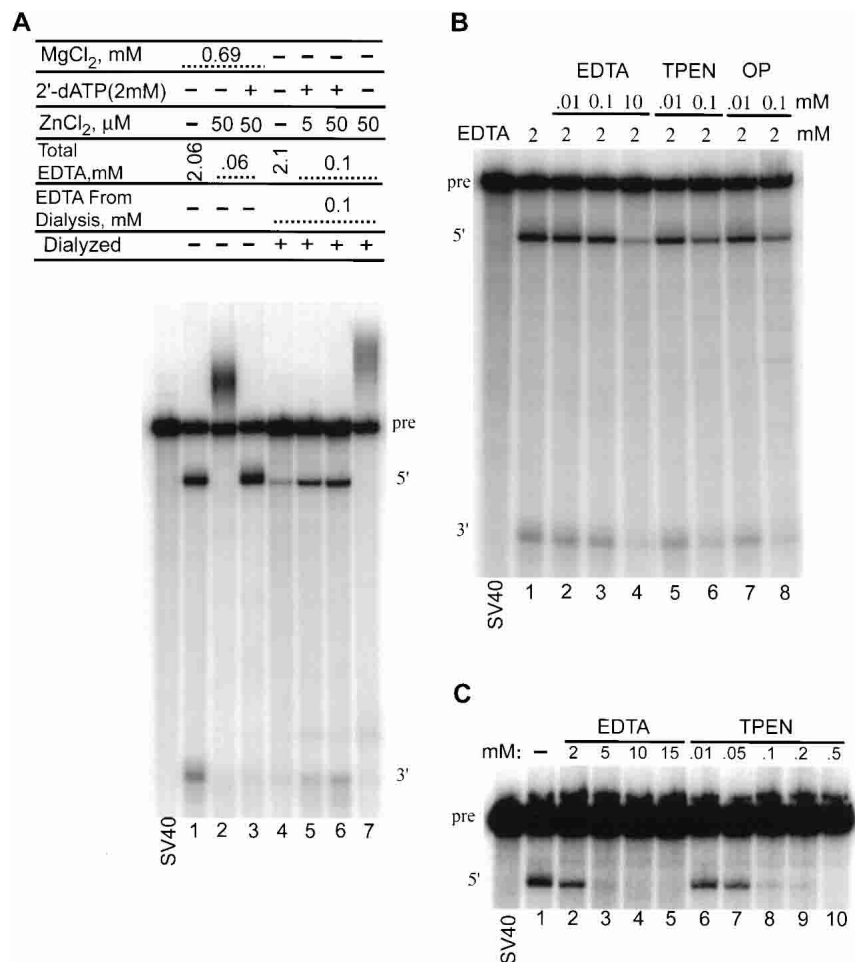 A
MgCl2, mM 0.69 – – – –
2'-dATP(2mM) – – + – + + –
ZnCl2, µM – 50 50 – 5 50 50
Total EDTA,mM 2.06 .06 2.1 0.1
EDTA From Dialysis, mM – – – 0.1
Dialyzed – – – + + + +
pre
5'
3'
SV40 1 2 3 4 5 6 7
B
EDTA TPEN OP
.01 0.1 10 .01 0.1 .01 0.1 mM
EDTA 2 2 2 2 2 2 2 2 mM
pre
5'
3'
SV40 1 2 3 4 5 6 7 8
C
EDTA TPEN
mM: – 2 5 10 15 .01 .05 .1 .2 .5
pre
5'
SV40 1 2 3 4 5 6 7 8 9 10